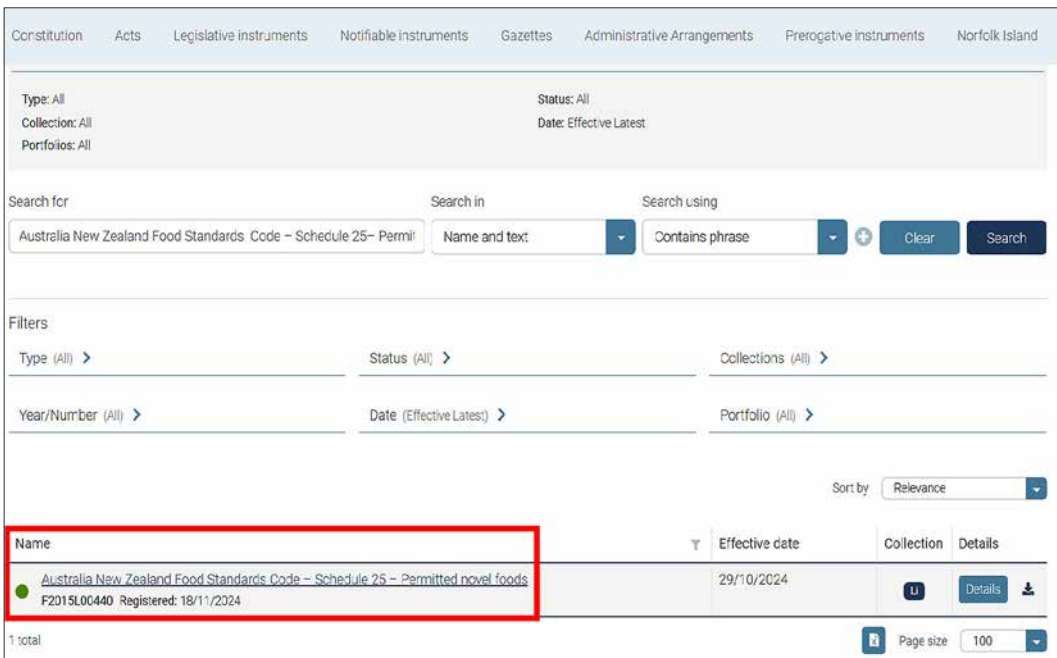 Constitution Acts Legislative instruments Notifiable instruments Gazettes Administrative Arrangements Prerogative instruments Norfolk Island
Type: All Status: All
Collection: All Date: Effective Latest
Portfolios: All
Search for Search in Search using
Australia New Zealand Food Standards Code – Schedule 25– Permit Name and text Contains phrase Clear Search
Filters
Type (All) Status (All) Collections (All)
Year/Number (All) Date (Effective Latest) Portfolio (All)
Sort by Relevance
Name Effective date Collection Details
Australia New Zealand Food Standards Code – Schedule 25 – Permitted novel foods 29/10/2024 LI Details
F2015L00440 Registered: 18/11/2024
1 total Page size 100